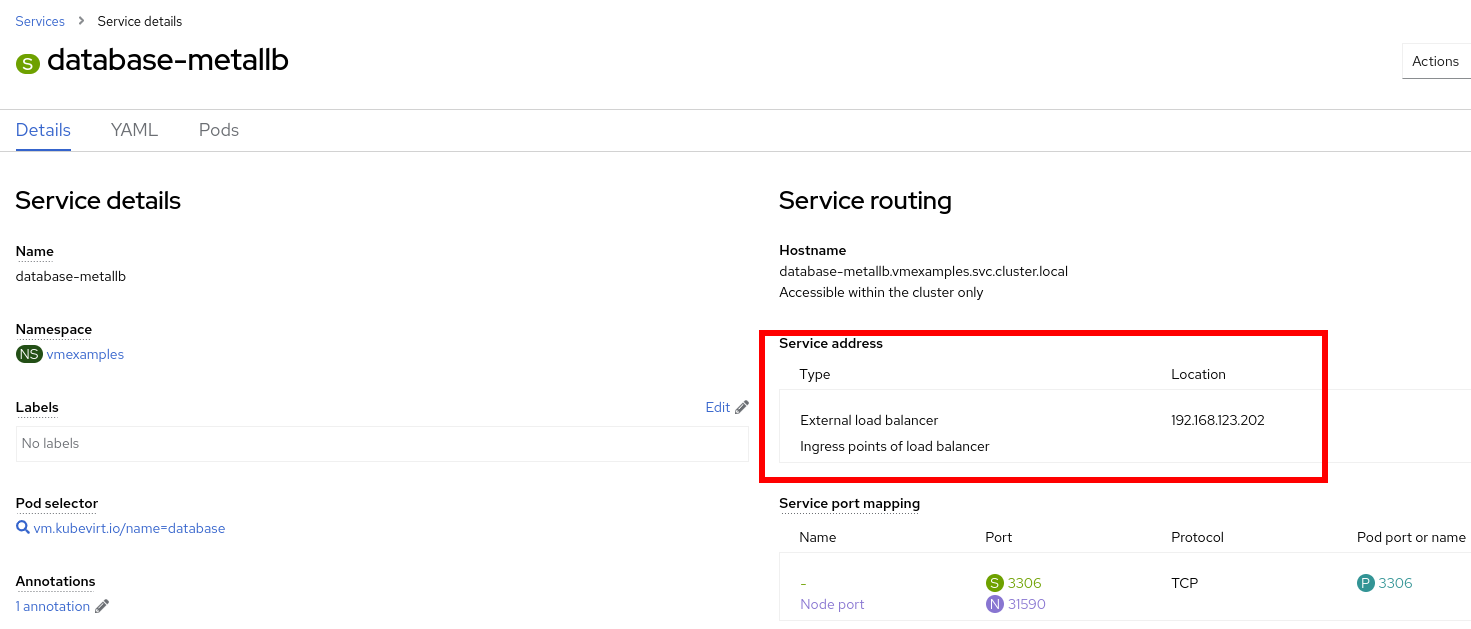 Services > Service details
S database-metallb
Actions
Details YAML Pods
Service details
Name
database-metallb
Namespace
NS vmexamples
Labels
Edit
No labels
Pod selector
vm.kubevirt.io/name=database
Annotations
1 annotation
Service routing
Hostname
database-metallb.vmexamples.svc.cluster.local
Accessible within the cluster only
Service address
Type Location
External load balancer 192.168.123.202
Ingress points of load balancer
Service port mapping
Name Port Protocol Pod port or name
- S 3306 TCP P 3306
Node port N 31590